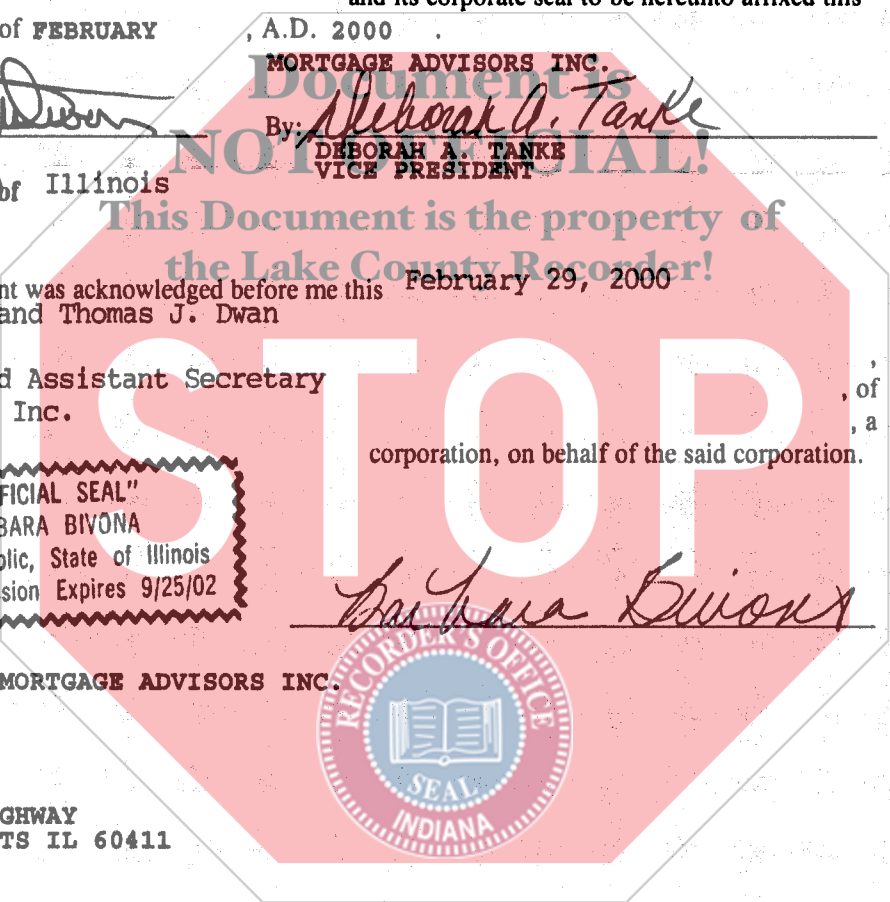 and its corporate seal to be hereunto affixed this
of FEBRUARY , A.D. 2000 .
MORTGAGE ADVISORS INC.
Document is
By: Deborah A. Tanke
NOT OFFICIAL!
DEBORAH A. TANKE
VICE PRESIDENT
of Illinois
This Document is the property of
the Lake County Recorder!
nt was acknowledged before me this February 29, 2000
and Thomas J. Dwan
d Assistant Secretary ,
, of
Inc. , a
STOP
corporation, on behalf of the said corporation.
FICIAL SEAL"
BARA BIVONA
blic, State of Illinois
sion Expires 9/25/02
Barbara Bivona
RECORDER'S OFFICE
MORTGAGE ADVISORS INC.
SEAL
INDIANA
GHWAY
TS IL 60411